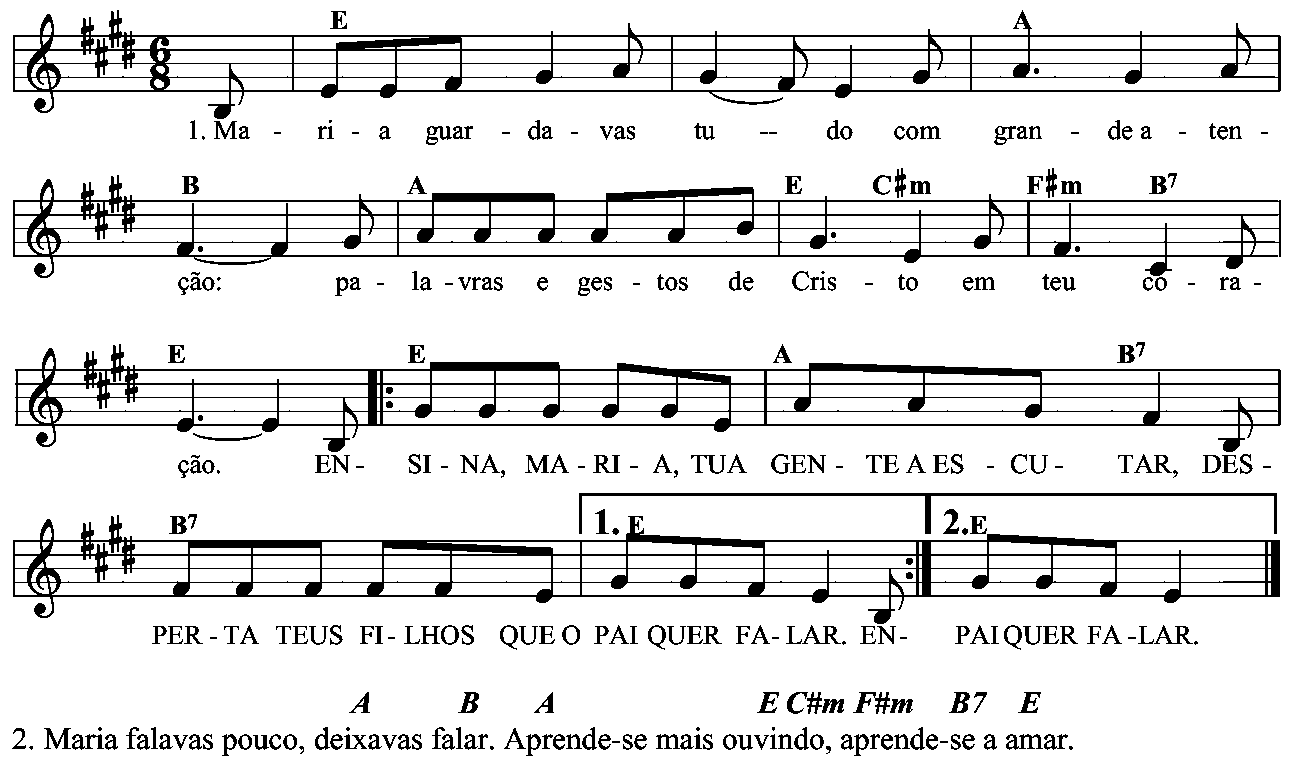 E A
6
8
1. Ma - ri - a guar - da - vas tu -- do com gran - de a - ten -
B A E C♯m F♯m B7
ção: pa - la - vras e ges - tos de Cris - to em teu co - ra -
E E A B7
ção. EN - SI - NA, MA - RI - A, TUA GEN - TE A ES - CU - TAR, DES -
B7 1. E 2. E
PER - TA TEUS FI - LHOS QUE O PAI QUER FA - LAR. EN - PAI QUER FA - LAR.
A B A E C#m F#m B7 E
2. Maria falavas pouco, deixavas falar. Aprende-se mais ouvindo, aprende-se a amar.